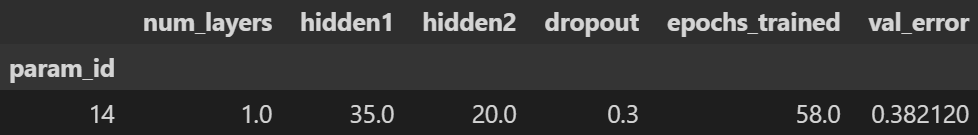 num_layers hidden1 hidden2 dropout epochs_trained val_error
param_id
14 1.0 35.0 20.0 0.3 58.0 0.382120